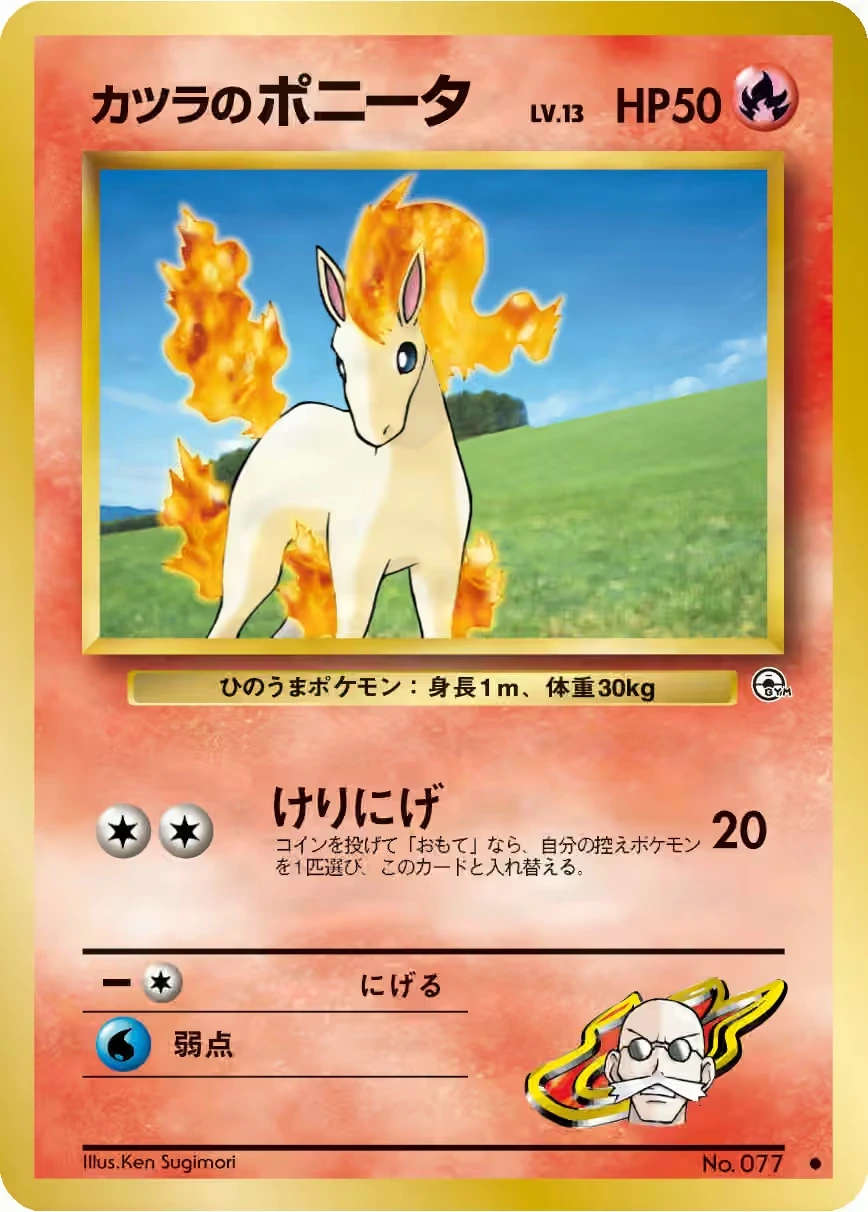 カツラのポニータ LV.13 HP50
ひのうまポケモン：身長1m、体重30kg
GYM
けりにげ 20
コインを投げて「おもて」なら、自分の控えポケモン
を1匹選び、このカードと入れ替える。
ー にげる
弱点
Illus.Ken Sugimori No. 077 ●